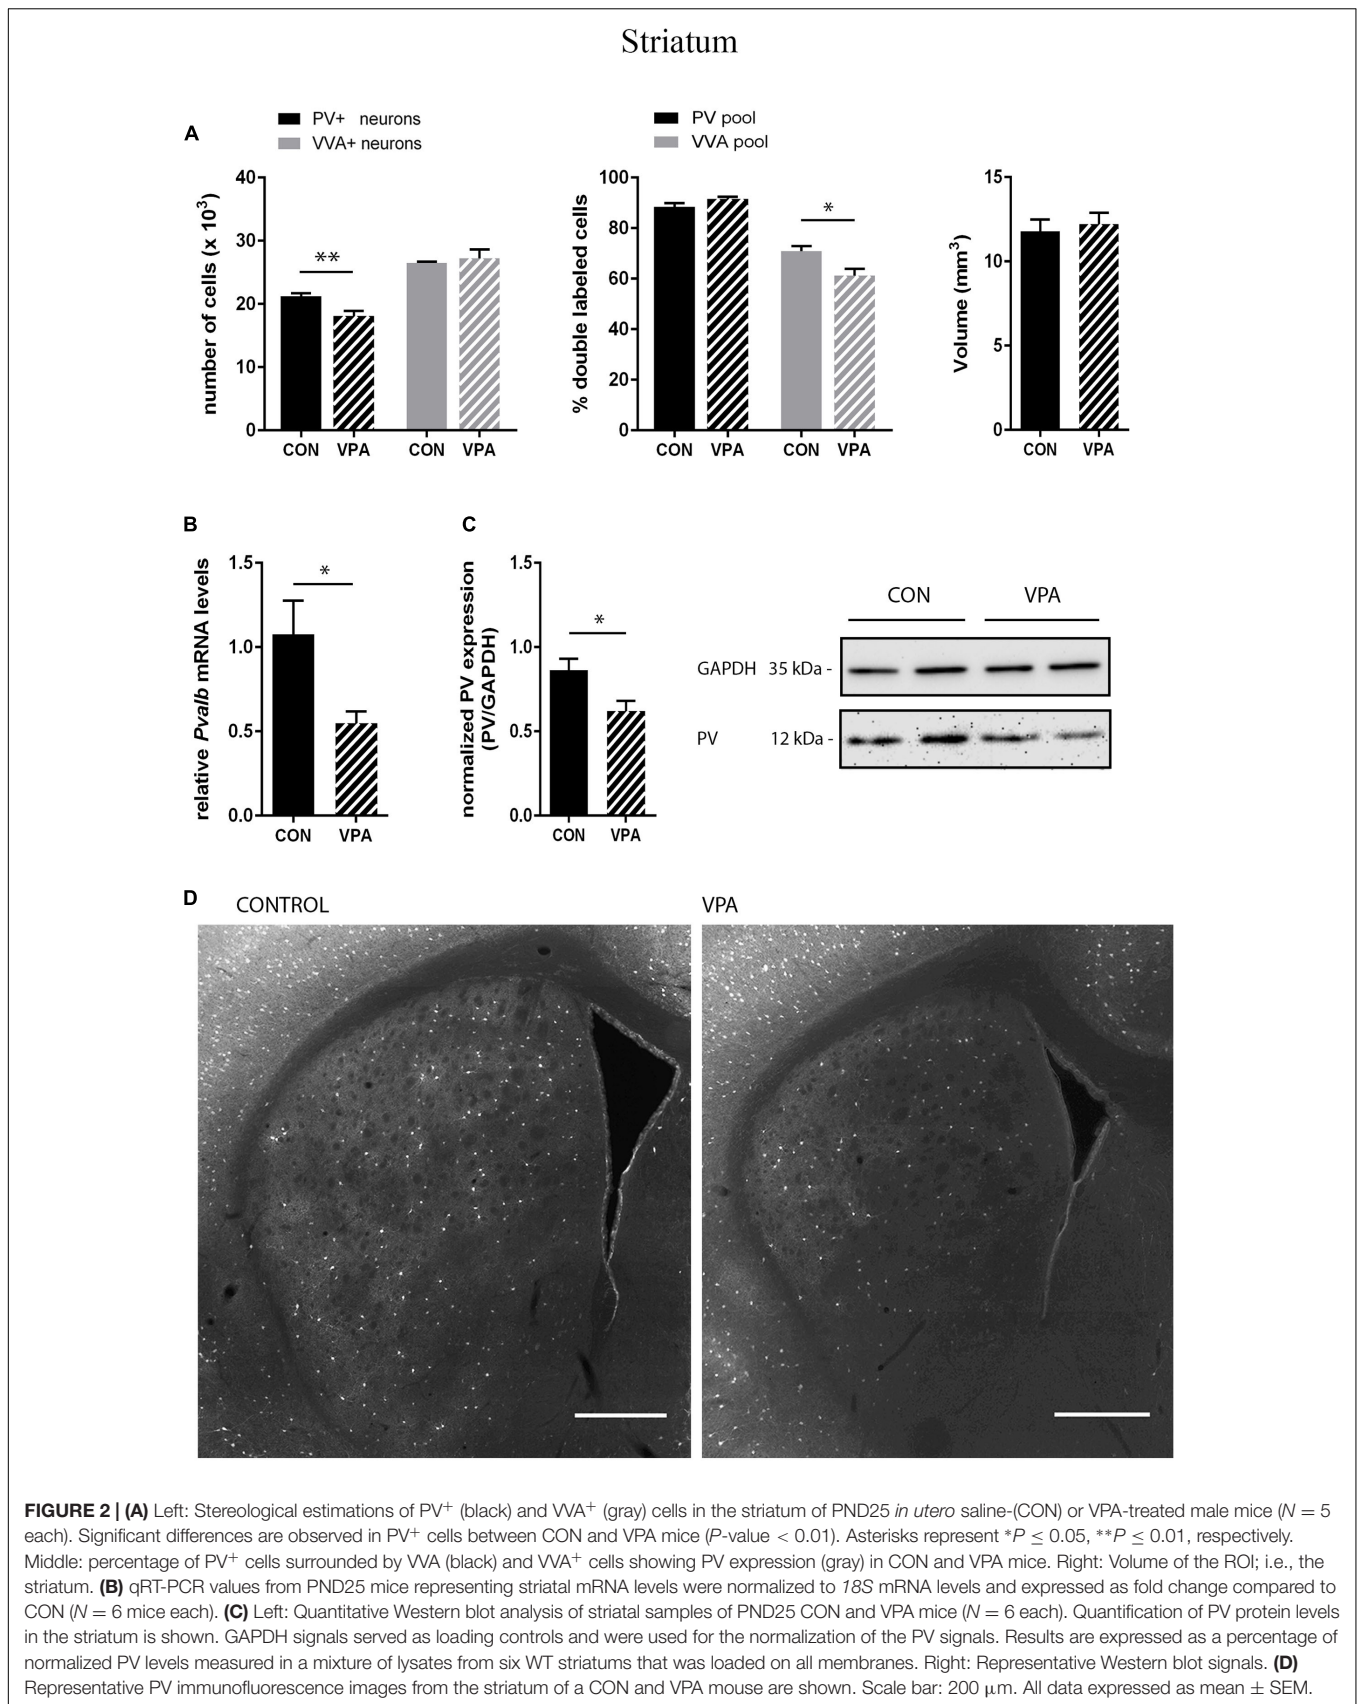 Striatum
A
PV+ neurons
VVA+ neurons
number of cells (x 10³)
40
30
20
10
0
**
CON VPA CON VPA
PV pool
VVA pool
% double labeled cells
100
80
60
40
20
0
*
CON VPA CON VPA
Volume (mm³)
15
10
5
0
CON VPA
B
relative Pvalb mRNA levels
1.5
1.0
0.5
0.0
*
CON VPA
C
normalized PV expression
(PV/GAPDH)
1.5
1.0
0.5
0.0
*
CON VPA
CON VPA
GAPDH 35 kDa -
PV 12 kDa -
D
CONTROL
VPA
FIGURE 2 | (A) Left: Stereological estimations of PV⁺ (black) and VVA⁺ (gray) cells in the striatum of PND25 in utero saline-(CON) or VPA-treated male mice (N = 5
each). Significant differences are observed in PV⁺ cells between CON and VPA mice (P-value < 0.01). Asterisks represent *P ≤ 0.05, **P ≤ 0.01, respectively.
Middle: percentage of PV⁺ cells surrounded by VVA (black) and VVA⁺ cells showing PV expression (gray) in CON and VPA mice. Right: Volume of the ROI; i.e., the
striatum. (B) qRT-PCR values from PND25 mice representing striatal mRNA levels were normalized to 18S mRNA levels and expressed as fold change compared to
CON (N = 6 mice each). (C) Left: Quantitative Western blot analysis of striatal samples of PND25 CON and VPA mice (N = 6 each). Quantification of PV protein levels
in the striatum is shown. GAPDH signals served as loading controls and were used for the normalization of the PV signals. Results are expressed as a percentage of
normalized PV levels measured in a mixture of lysates from six WT striatums that was loaded on all membranes. Right: Representative Western blot signals. (D)
Representative PV immunofluorescence images from the striatum of a CON and VPA mouse are shown. Scale bar: 200 μm. All data expressed as mean ± SEM.